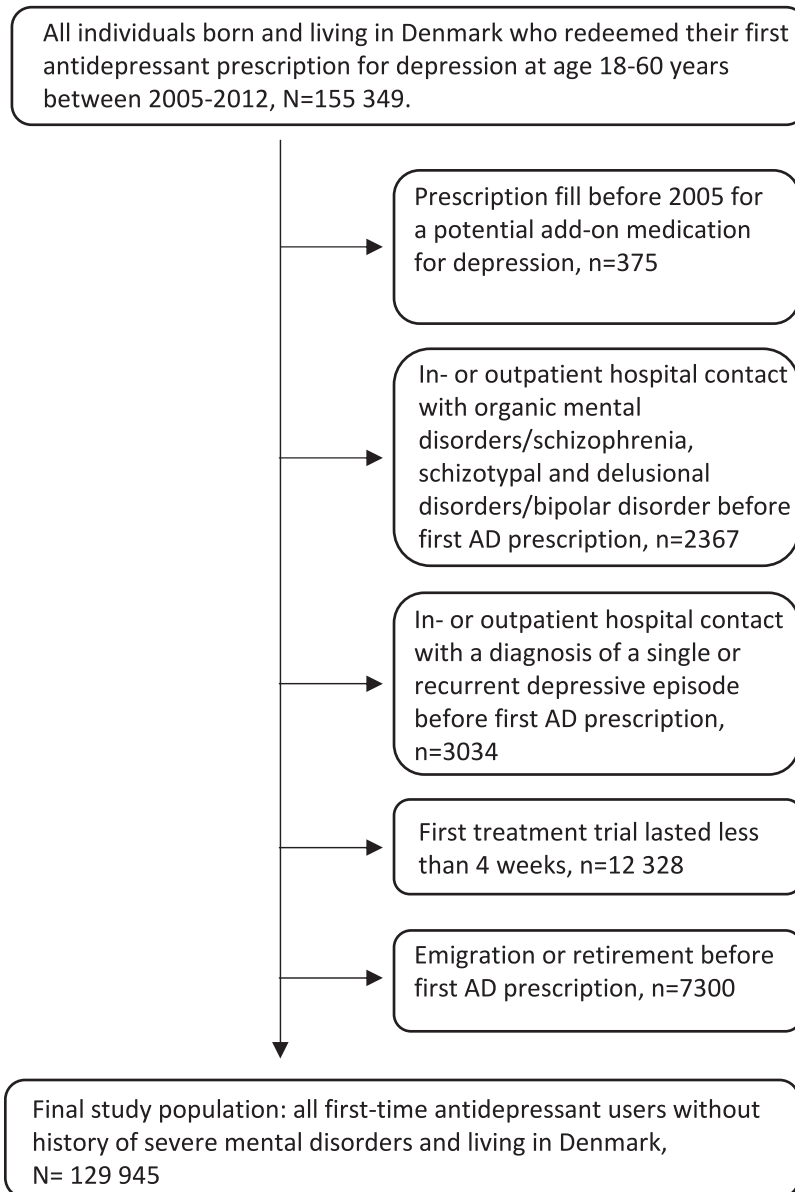 All individuals born and living in Denmark who redeemed their first
antidepressant prescription for depression at age 18-60 years
between 2005-2012, N=155 349.
Prescription fill before 2005 for
a potential add-on medication
for depression, n=375
In- or outpatient hospital contact
with organic mental
disorders/schizophrenia,
schizotypal and delusional
disorders/bipolar disorder before
first AD prescription, n=2367
In- or outpatient hospital contact
with a diagnosis of a single or
recurrent depressive episode
before first AD prescription,
n=3034
First treatment trial lasted less
than 4 weeks, n=12 328
Emigration or retirement before
first AD prescription, n=7300
Final study population: all first-time antidepressant users without
history of severe mental disorders and living in Denmark,
N= 129 945